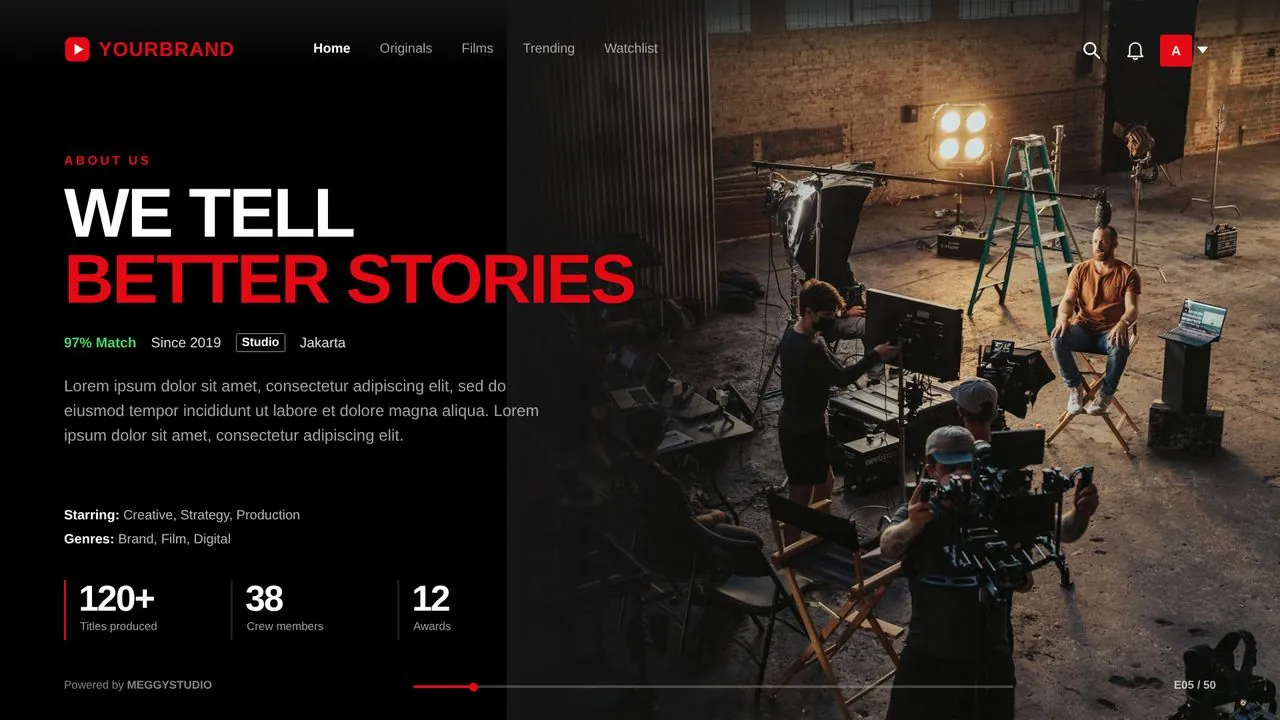 YOURBRAND
Home Originals Films Trending Watchlist
A
ABOUT US
WE TELL
BETTER STORIES
97% Match Since 2019 Studio Jakarta
Lorem ipsum dolor sit amet, consectetur adipiscing elit, sed do
eiusmod tempor incididunt ut labore et dolore magna aliqua. Lorem
ipsum dolor sit amet, consectetur adipiscing elit.
Starring: Creative, Strategy, Production
Genres: Brand, Film, Digital
120+ 38 12
Titles produced Crew members Awards
Powered by MEGGYSTUDIO
E05 / 50